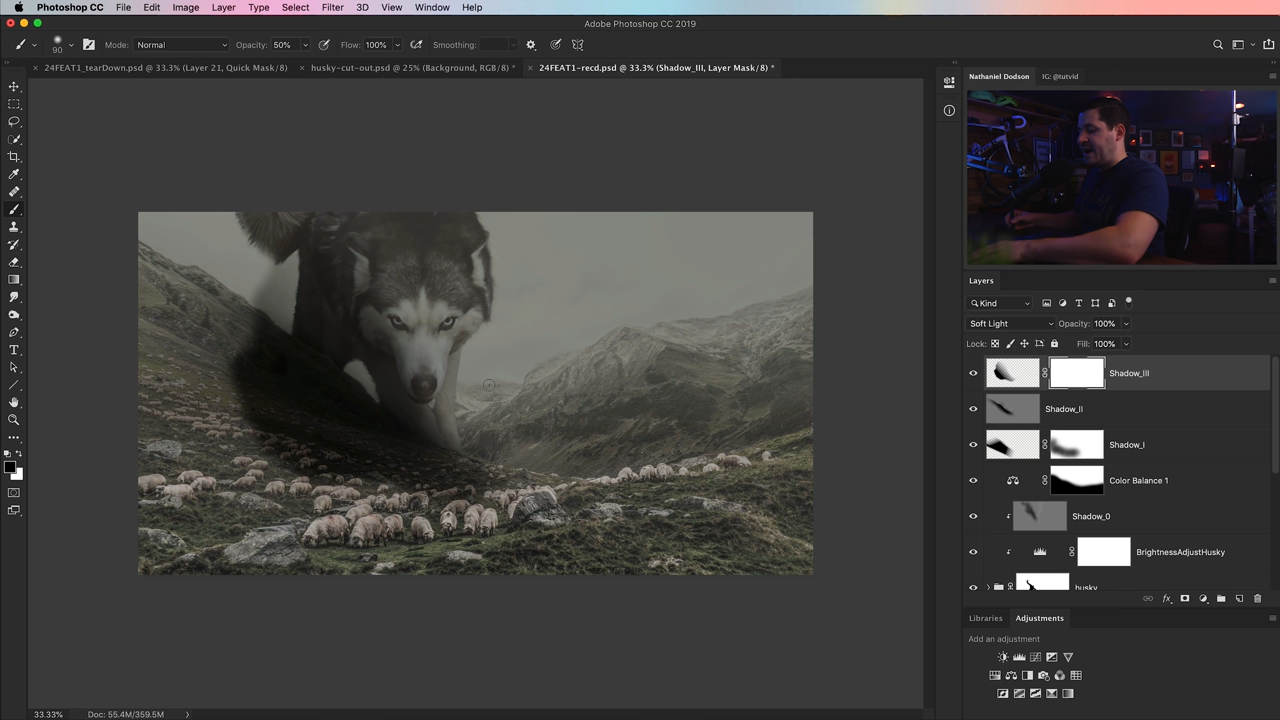 Photoshop CC File Edit Image Layer Type Select Filter 3D View Window Help
Adobe Photoshop CC 2019
90 Mode: Normal Opacity: 50% Flow: 100% Smoothing:
24FEAT1_tearDown.psd @ 33.3% (Layer 21, Quick Mask/8) husky-cut-out.psd @ 25% (Background, RGB/8) * 24FEAT1-recd.psd @ 33.3% (Shadow_III, Layer Mask/8) *
Nathaniel Dodson IG: @tutvid
Layers
Kind
Soft Light Opacity: 100%
Lock: Fill: 100%
Shadow_III
Shadow_II
Shadow_I
Color Balance 1
Shadow_0
BrightnessAdjustHusky
husky
fx
Libraries Adjustments
Add an adjustment
33.33% Doc: 55.4M/359.5M